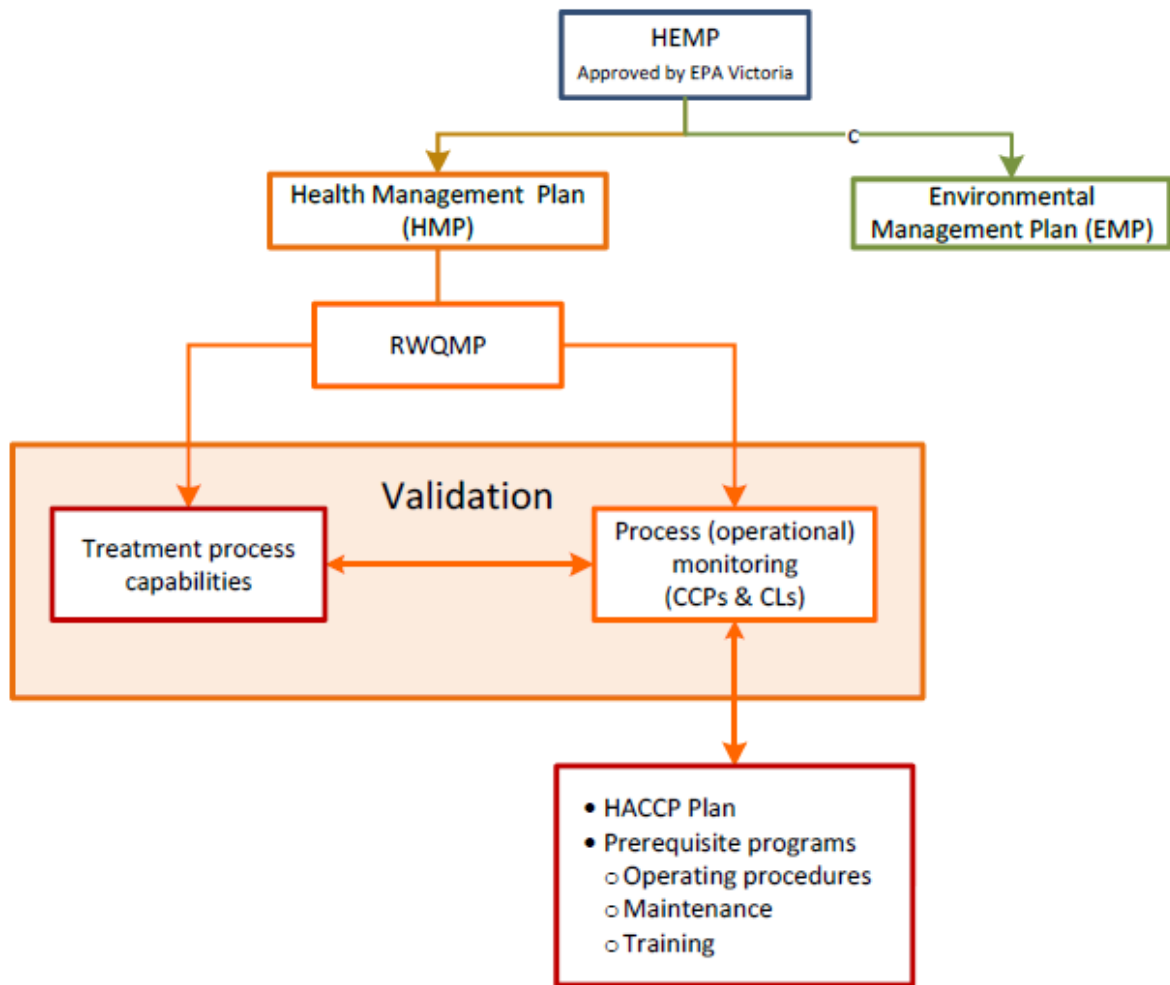 HEMP
Approved by EPA Victoria
c
Health Management Plan
(HMP)
Environmental
Management Plan (EMP)
RWQMP
Validation
Treatment process
capabilities
Process (operational)
monitoring
(CCPs & CLs)
• HACCP Plan
• Prerequisite programs
o Operating procedures
o Maintenance
o Training